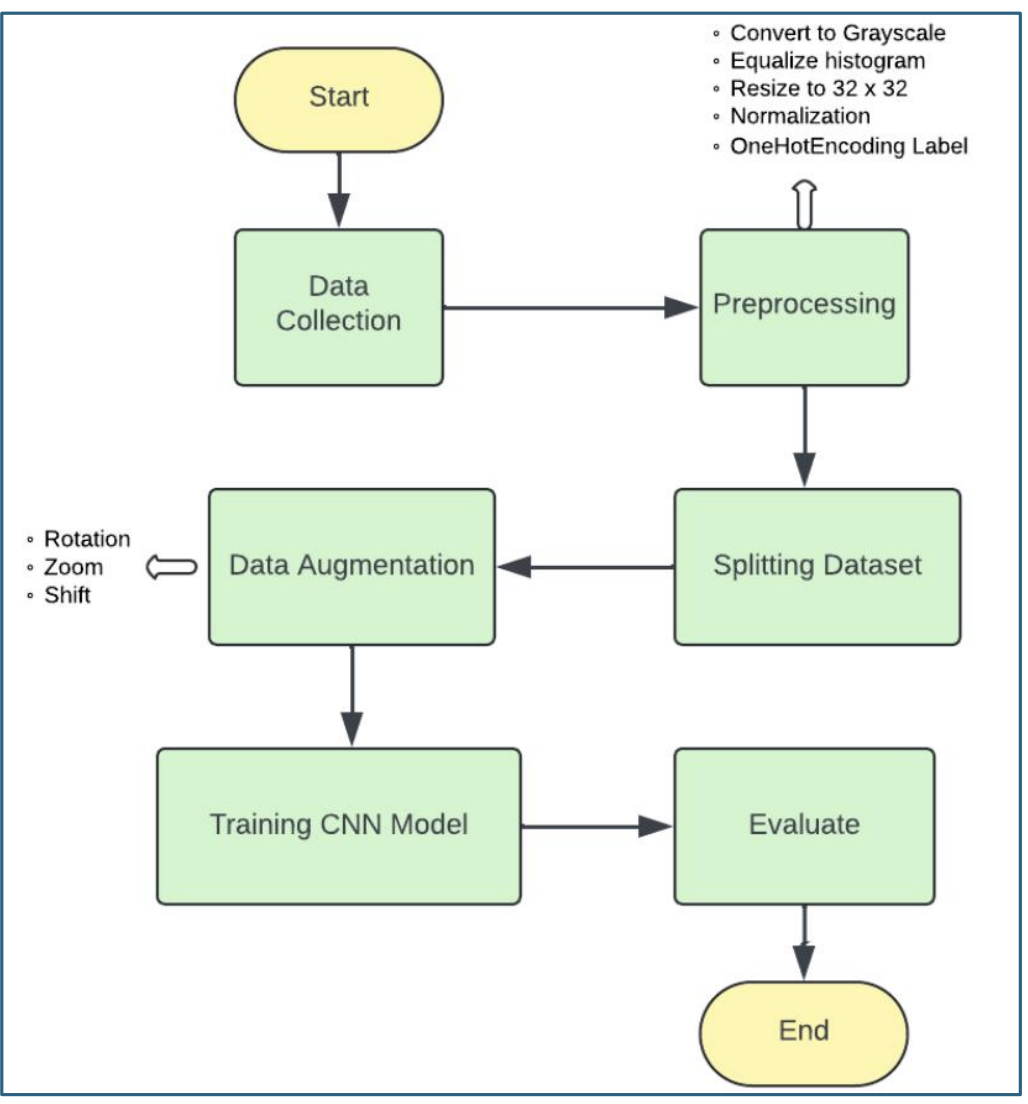 Start
◦ Convert to Grayscale
◦ Equalize histogram
◦ Resize to 32 x 32
◦ Normalization
◦ OneHotEncoding Label
Data
Collection
Preprocessing
Splitting Dataset
Data Augmentation
◦ Rotation
◦ Zoom
◦ Shift
Training CNN Model
Evaluate
End